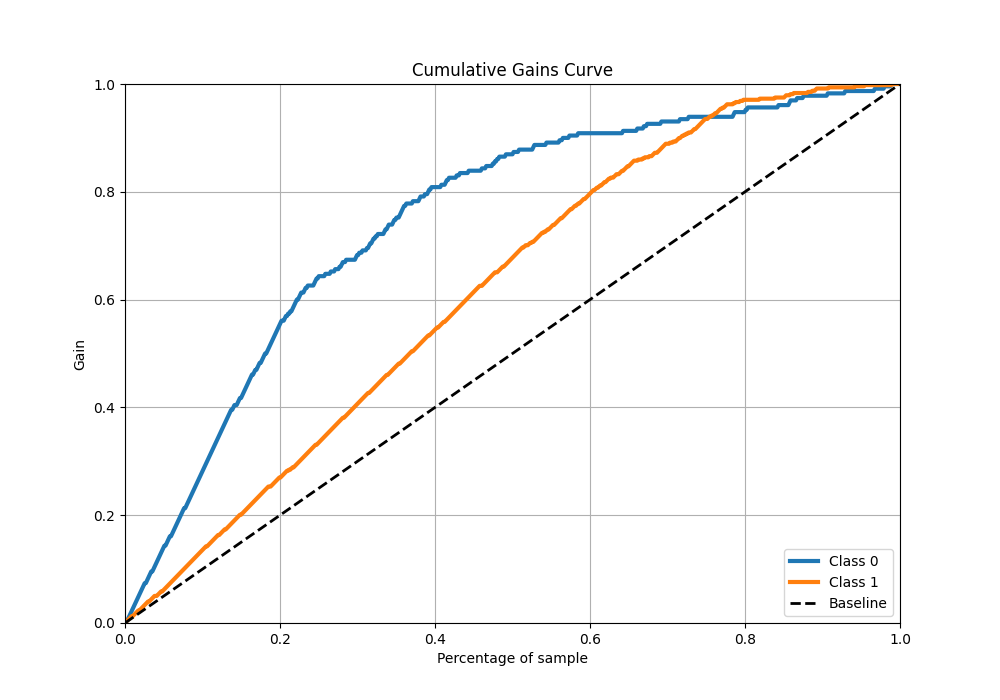 Cumulative Gains Curve
1.0
0.8
0.6
0.4
0.2
0.0
Gain
0.0 0.2 0.4 0.6 0.8 1.0
Percentage of sample
Class 0
Class 1
Baseline